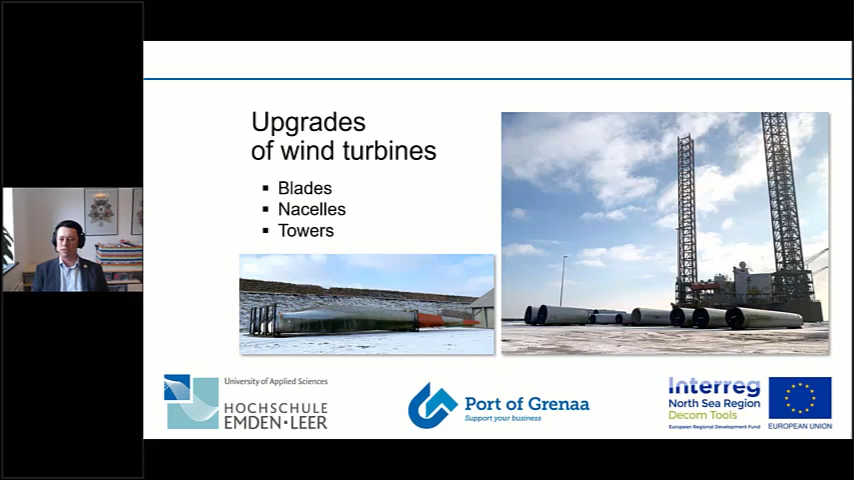 Upgrades
of wind turbines
▪ Blades
▪ Nacelles
▪ Towers
University of Applied Sciences
HOCHSCHULE
EMDEN•LEER
Port of Grenaa
Support your business
Interreg
North Sea Region
Decom Tools
European Regional Development Fund
EUROPEAN UNION